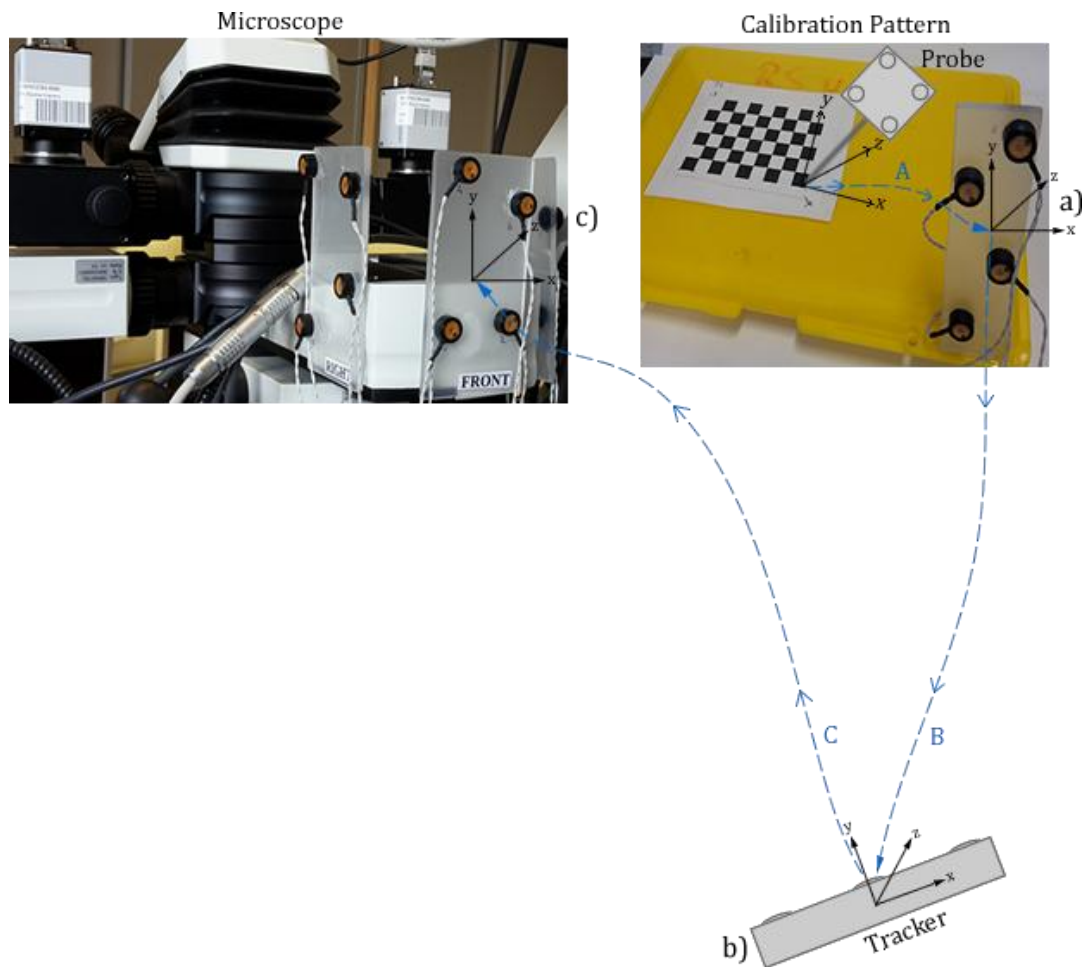 Microscope
Calibration Pattern
Probe
y
z
x
A
y
z
x
a)
y
z
x
c)
RIGHT
FRONT
C
B
y
z
x
b)
Tracker